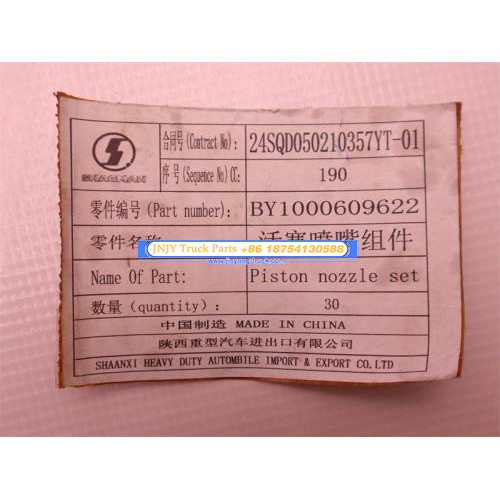 SHACMAN
合同号(Contract No): 24SQD050210357YT-01
序号(Sequence No)CC: 190
零件编号(Part number): BY1000609622
零件名称 活塞喷嘴组件
JNJY Truck Parts +86 18754130588
Name Of Part: Piston nozzle set
数量(quantity): 30
中国制造 MADE IN CHINA
陕西重型汽车进出口有限公司
SHAANXI HEAVY DUTY AUTOMBILE IMPORT & EXPORT CO,LTD